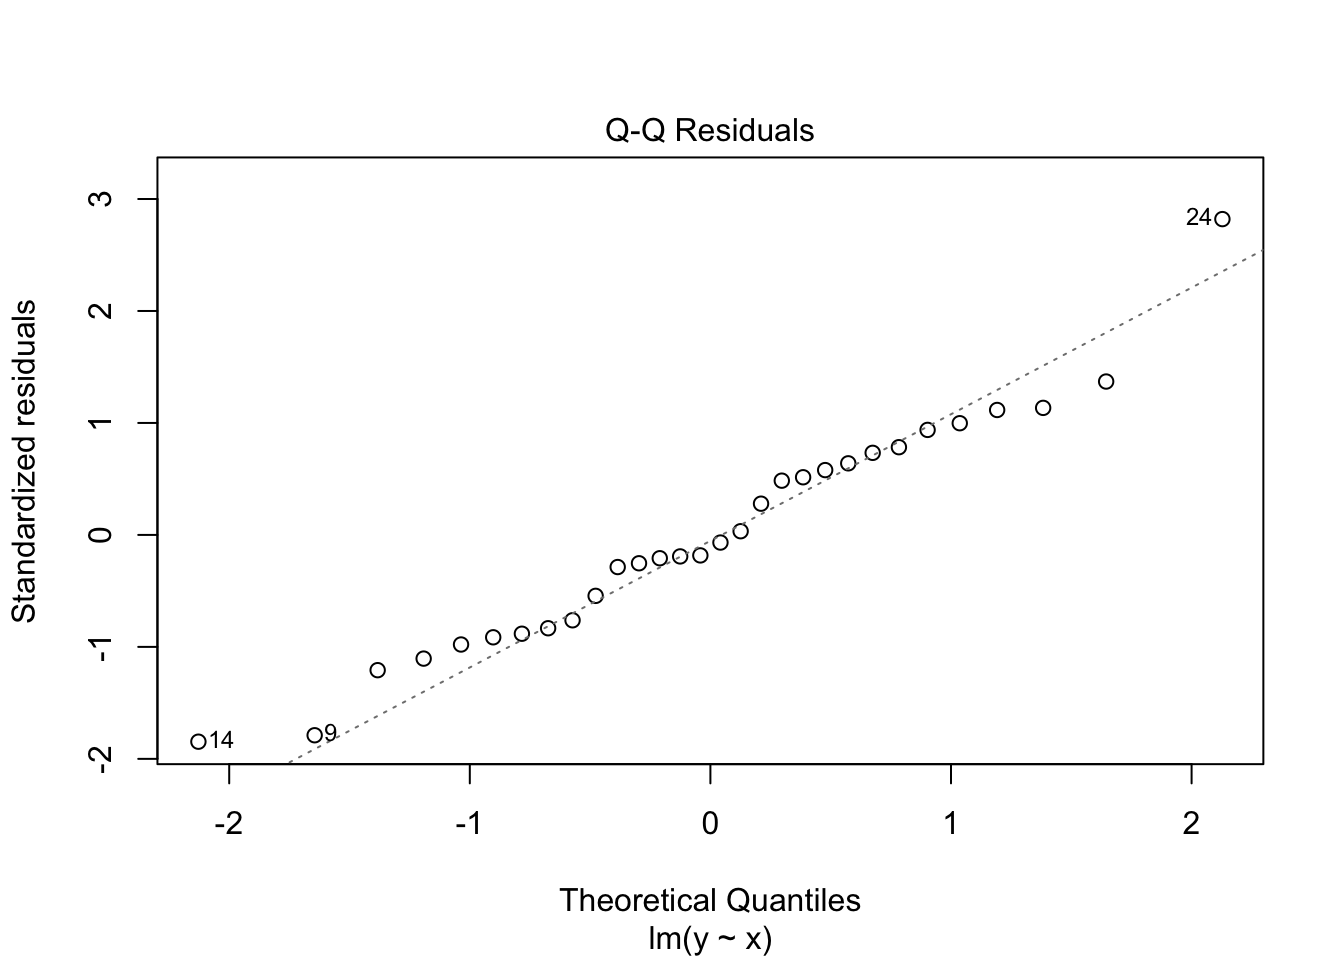 Q-Q Residuals
3
2
1
0
-1
-2
Standardized residuals
24
14
9
-2 -1 0 1 2
Theoretical Quantiles
lm(y ~ x)